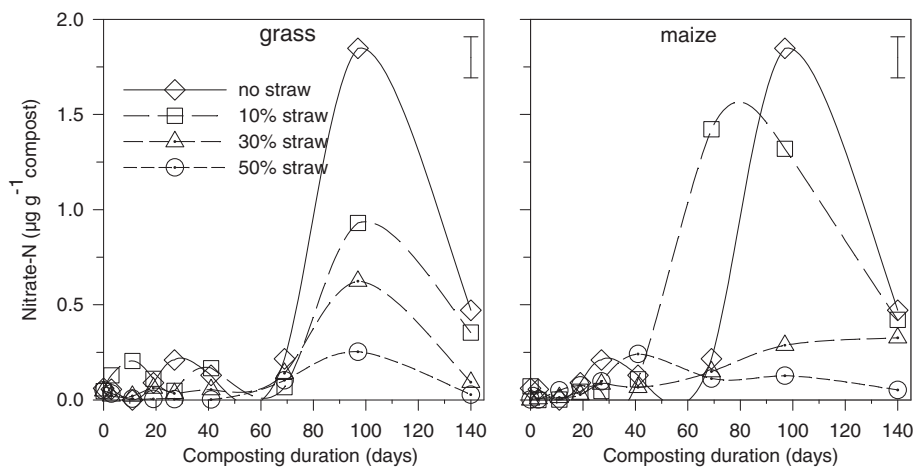 grass
maize
2.0
1.5
1.0
0.5
0.0
Nlitrate-N (µg g⁻¹ compost)
no straw
10% straw
30% straw
50% straw
0 20 40 60 80 100 120 140
0 20 40 60 80 100 120 140
Composting duration (days)
Composting duration (days)